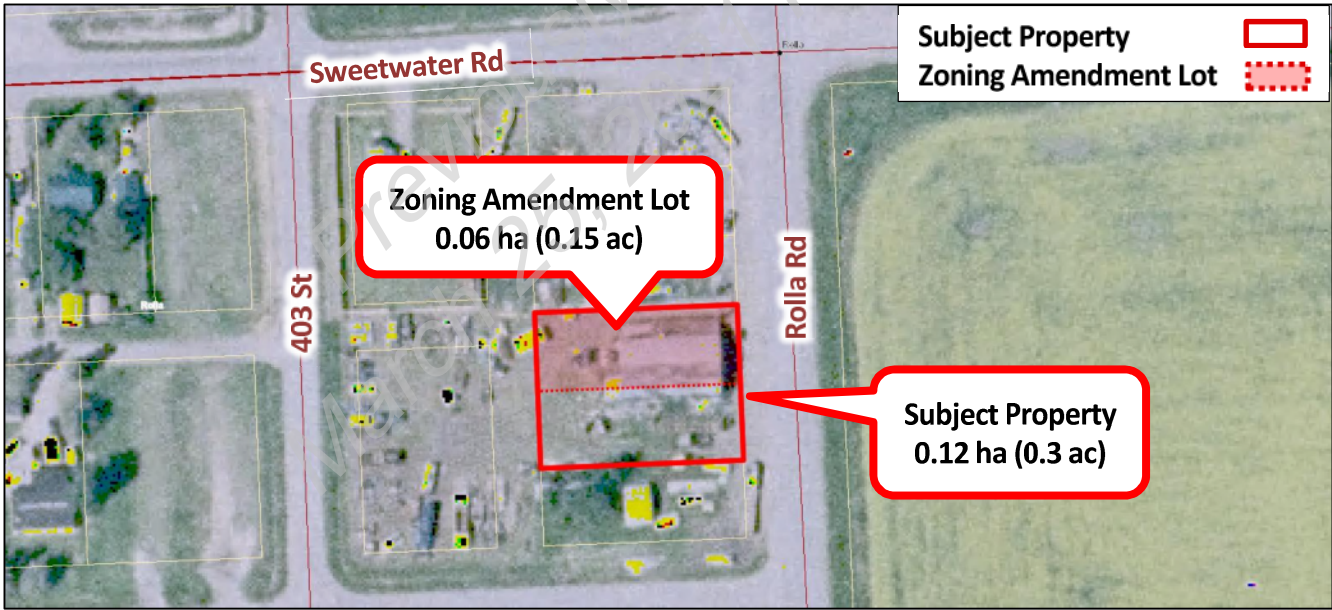 Subject Property
Zoning Amendment Lot
Sweetwater Rd
Zoning Amendment Lot
0.06 ha (0.15 ac)
403 St
Rolla Rd
Subject Property
0.12 ha (0.3 ac)
Rolla